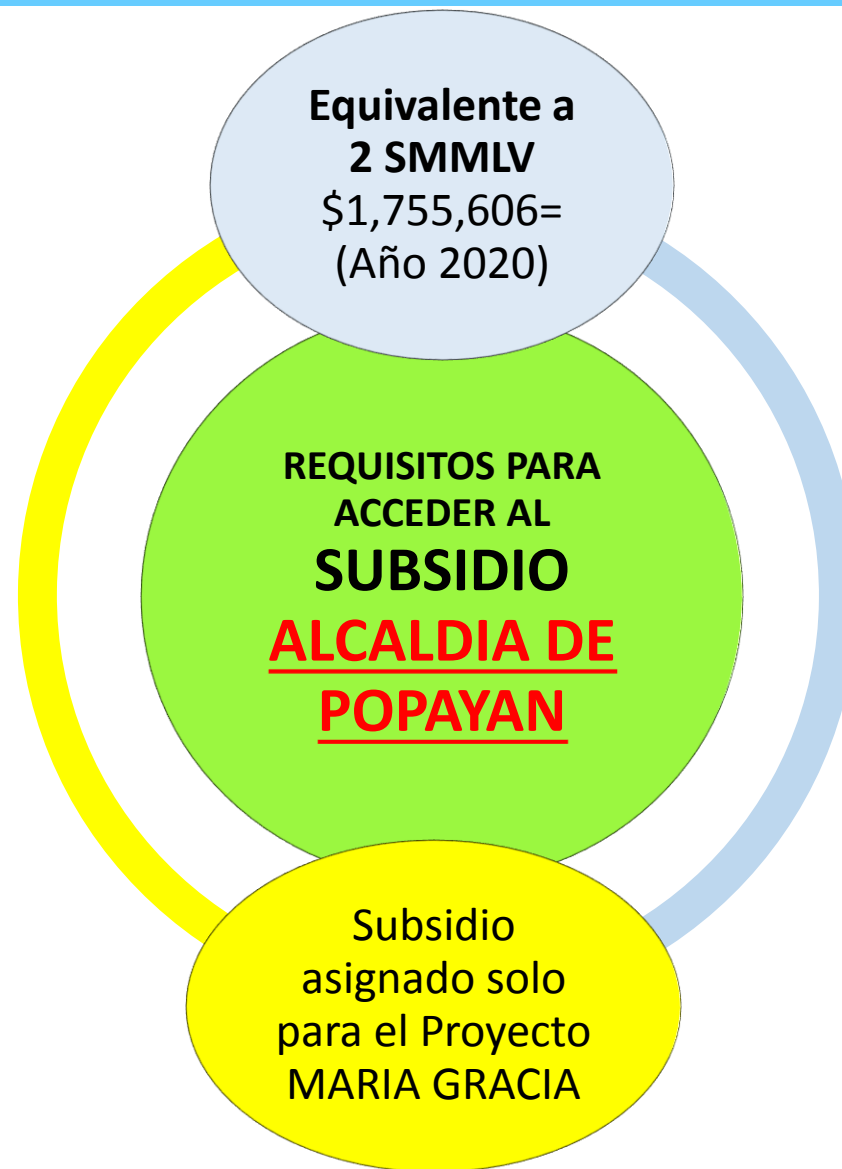 Equivalente a
2 SMMLV
$1,755,606=
(Año 2020)
REQUISITOS PARA
ACCEDER AL
SUBSIDIO
ALCALDIA DE
POPAYAN
Subsidio
asignado solo
para el Proyecto
MARIA GRACIA